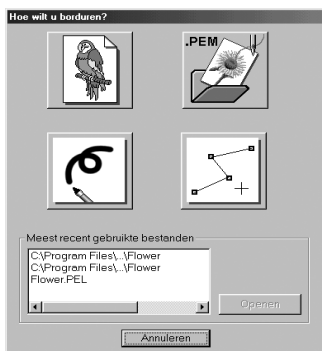 Hoe wilt u borduren?
.PEM
Meest recent gebruikte bestanden
C:\Program Files\...\Flower
C:\Program Files\...\Flower
Flower.PEL
Openen
Annuleren